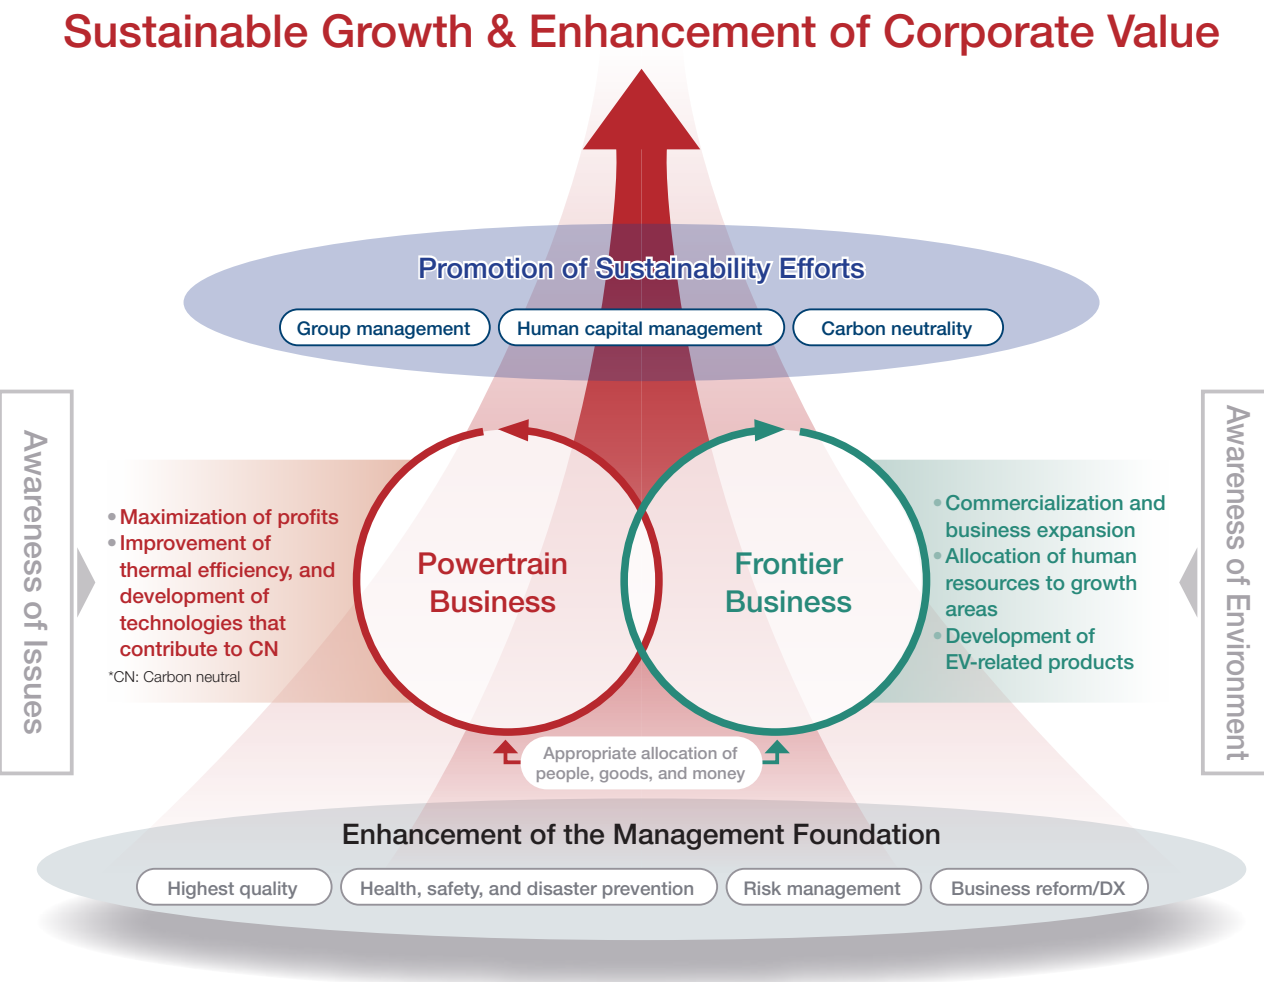 Sustainable Growth & Enhancement of Corporate Value
Promotion of Sustainability Efforts
Group management
Human capital management
Carbon neutrality
Awareness of Issues
• Maximization of profits
• Improvement of
thermal efficiency, and
development of
technologies that
contribute to CN
*CN: Carbon neutral
Powertrain
Business
Frontier
Business
• Commercialization and
business expansion
• Allocation of human
resources to growth
areas
• Development of
EV-related products
Awareness of Environment
Appropriate allocation of
people, goods, and money
Enhancement of the Management Foundation
Highest quality
Health, safety, and disaster prevention
Risk management
Business reform/DX